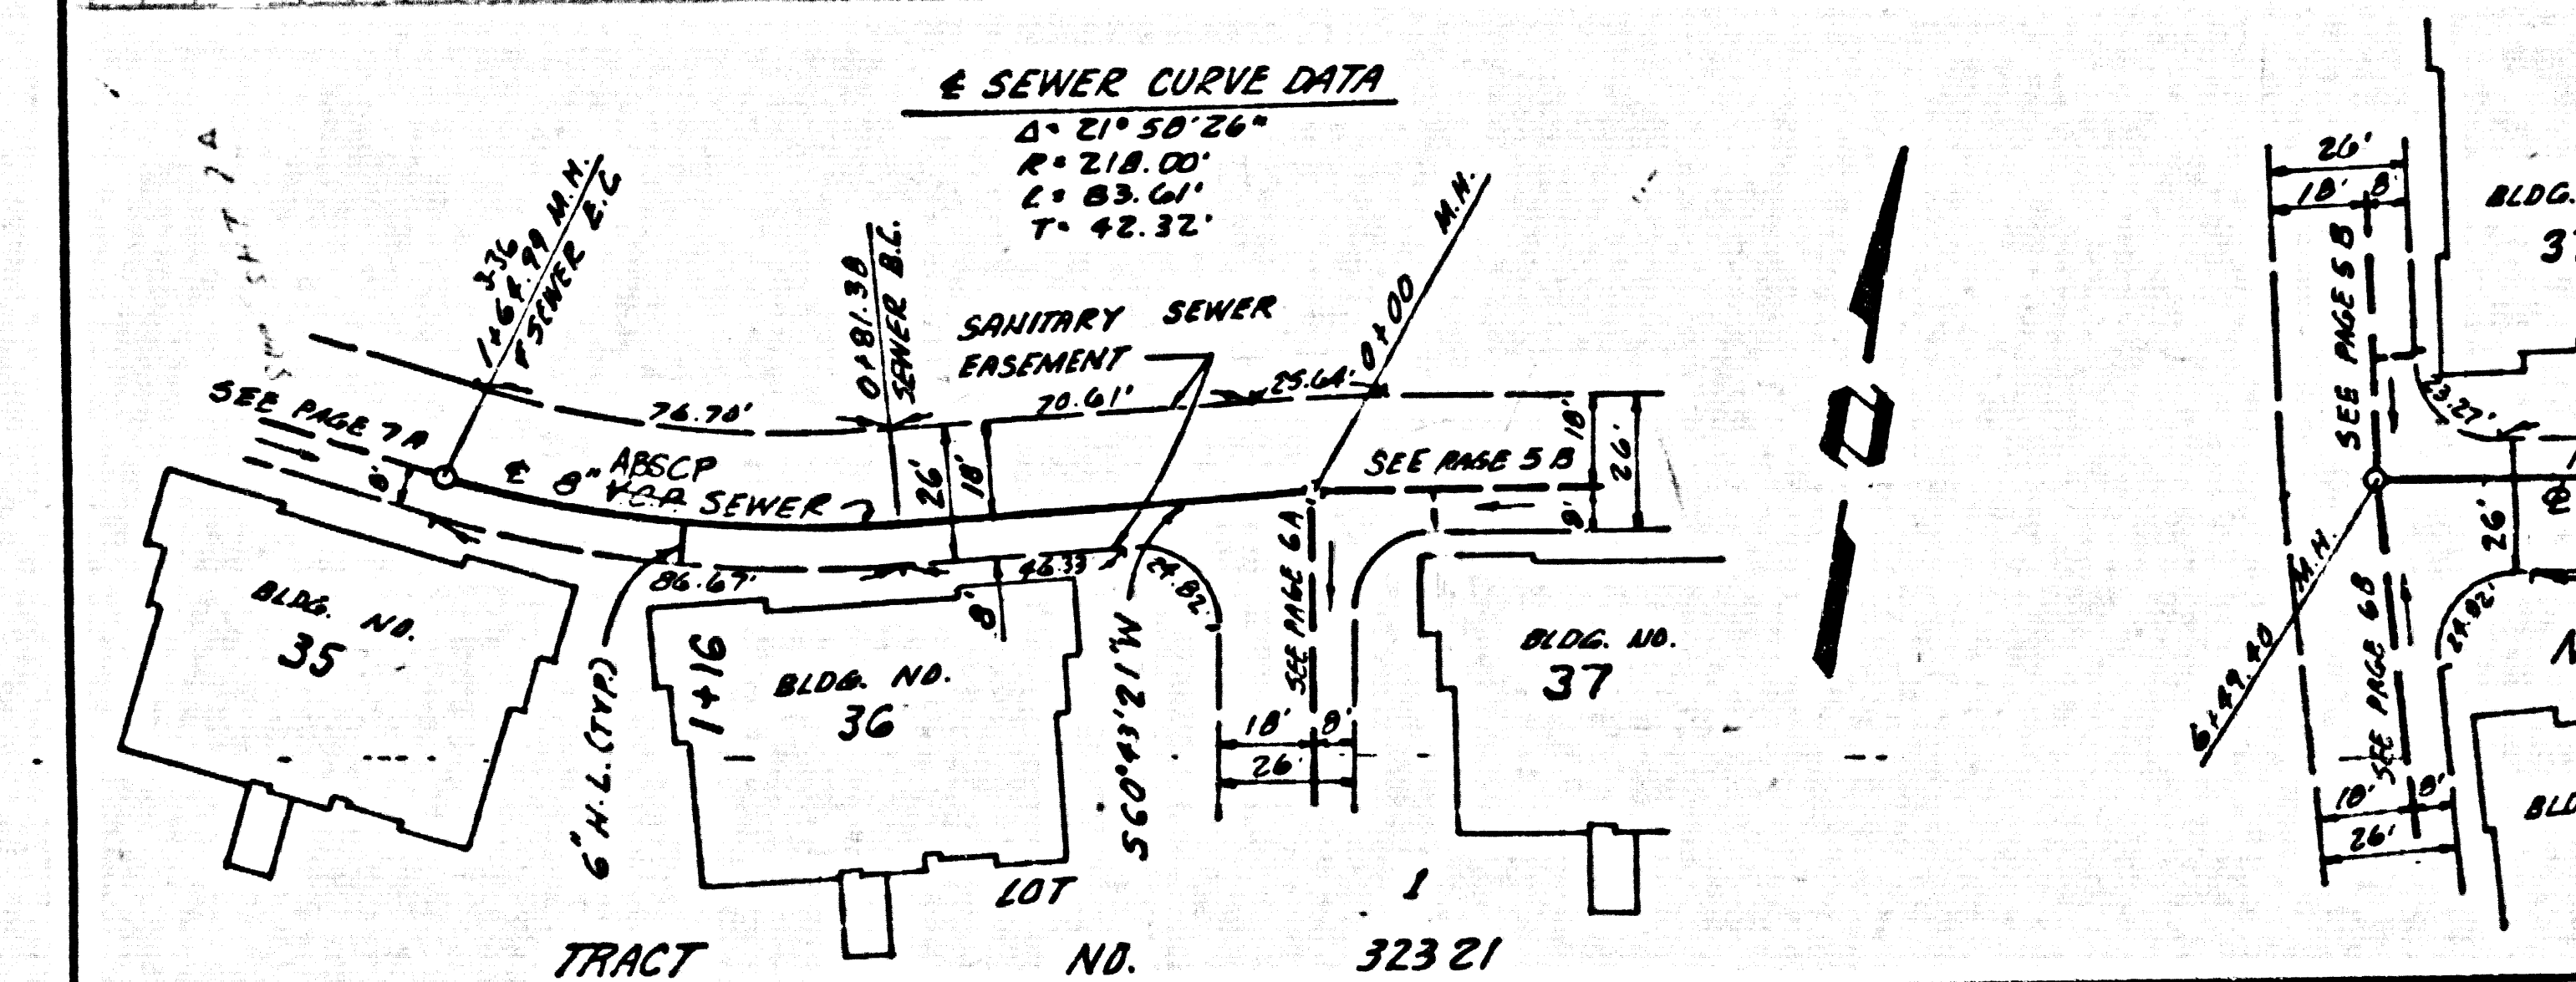 ℄ SEWER CURVE DATA
Δ= 21° 58' 26"
R= 218.00'
L= 83.61'
T= 42.32'
3-36
1+64.99 M.H.
℄ SEWER E.C
0+81.38
SEWER B.C.
SANITARY SEWER
EASEMENT
0+00 M.H.
SEE PAGE 7A
76.70'
70.61'
25.64'
26'
18'
SEE PAGE 5B
18'
26'
8'
8'
℄ 8" ABSCP
V.C.P. SEWER
86.67'
46.33'
24.82'
8'
SEE PAGE 6A
BLDG. NO.
35
6" H.L. (TYP.)
1+16
BLDG. NO.
36
S60°43'21"W
18' 8'
26'
BLDG. NO.
37
LOT 1
TRACT NO. 32321
26'
18' 8'
SEE PAGE 5B
BLDG.
23.27'
℄
26'
M.H.
6+49.40
SEE PAGE 6B
24.82'
18' 8'
26'